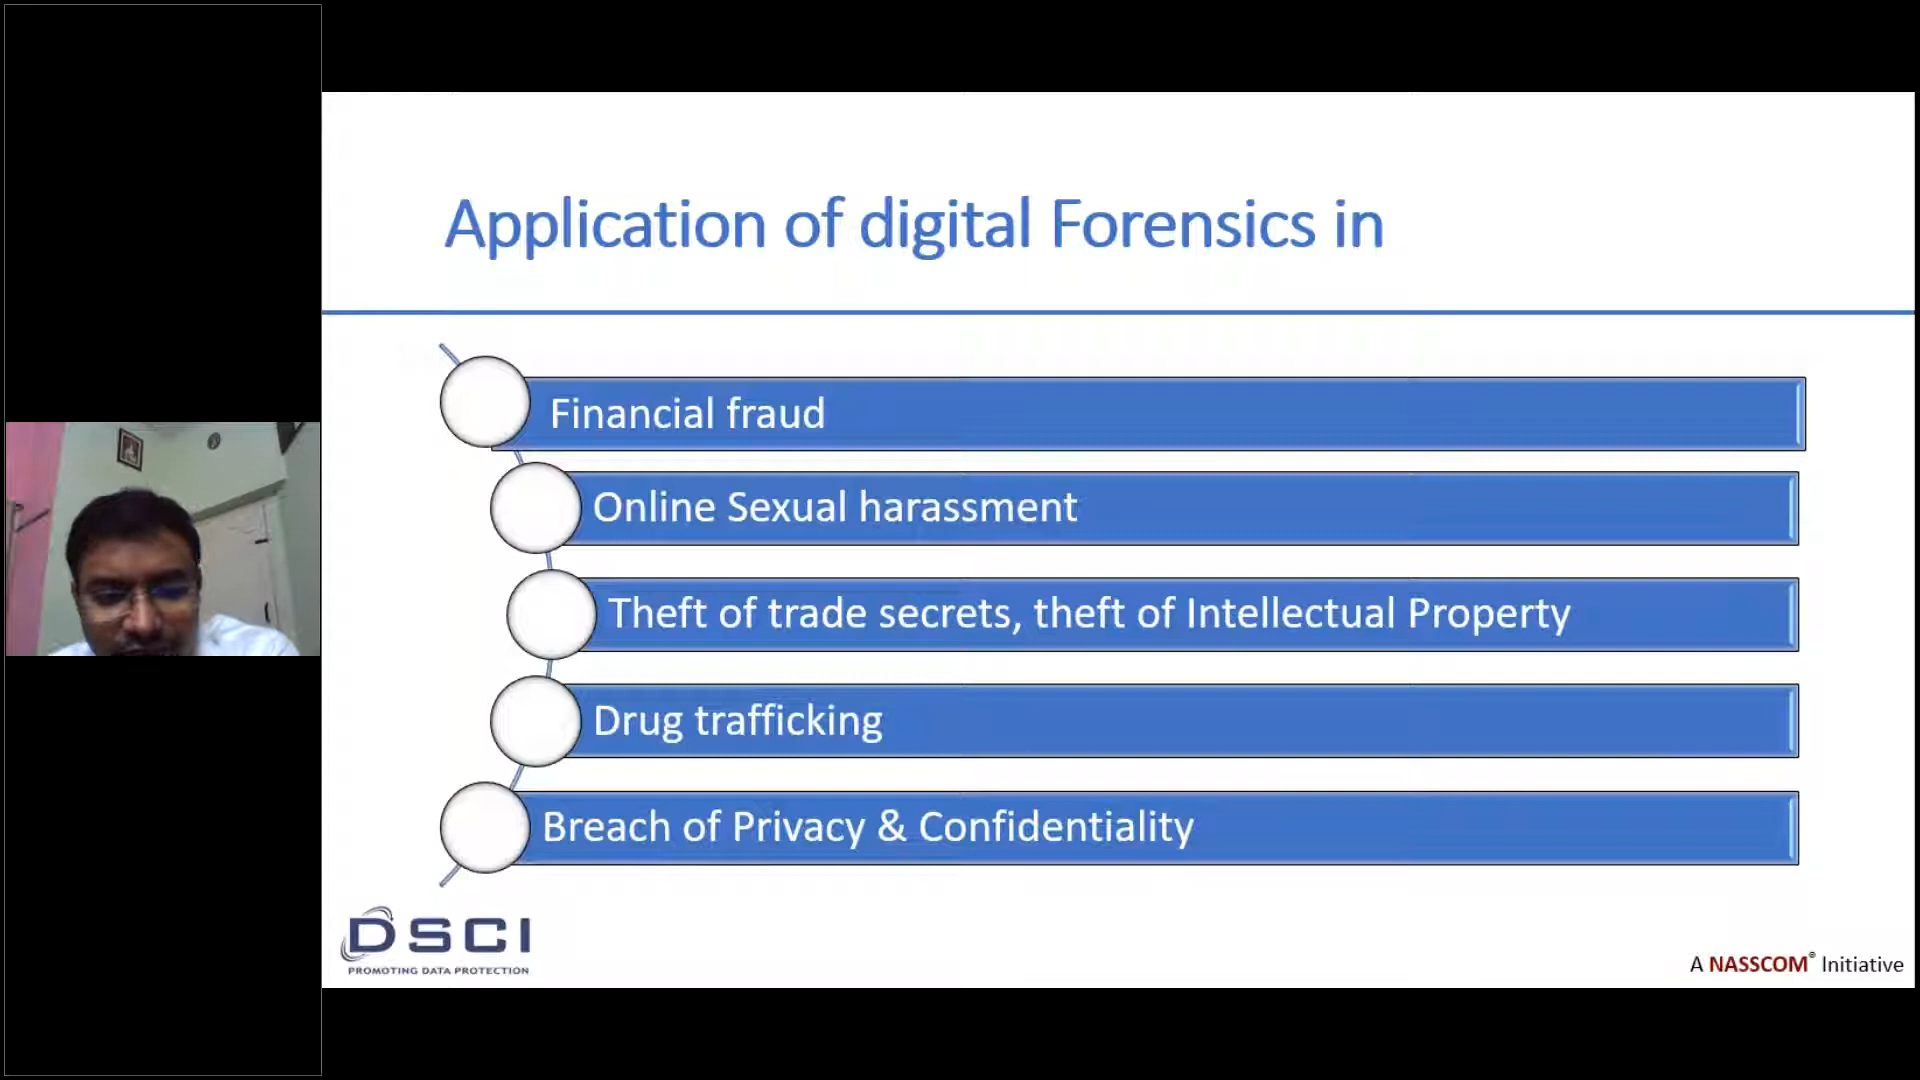 Application of digital Forensics in
Financial fraud
Online Sexual harassment
Theft of trade secrets, theft of Intellectual Property
Drug trafficking
Breach of Privacy & Confidentiality
DSCI
PROMOTING DATA PROTECTION
A NASSCOM® Initiative